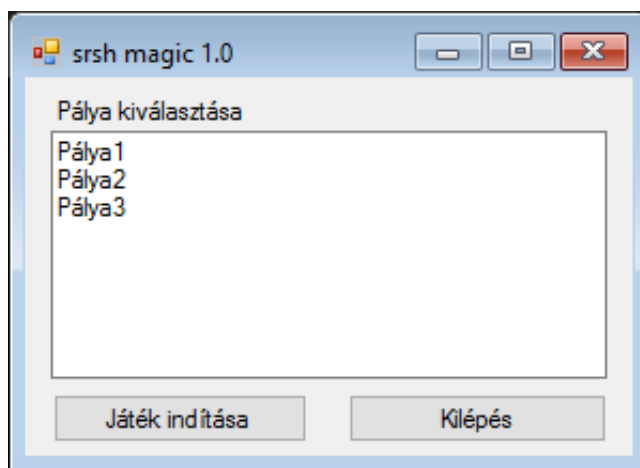 srsh magic 1.0
Pálya kiválasztása
Pálya1
Pálya2
Pálya3
Játék indítása
Kilépés